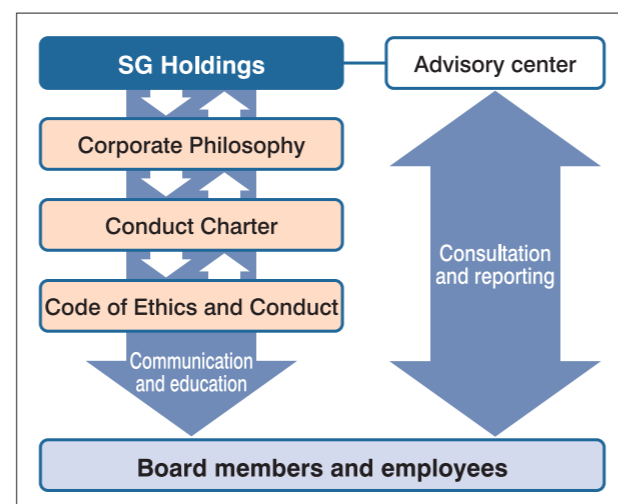 SG Holdings
Advisory center
Corporate Philosophy
Conduct Charter
Code of Ethics and Conduct
Consultation
and reporting
Communication
and education
Board members and employees